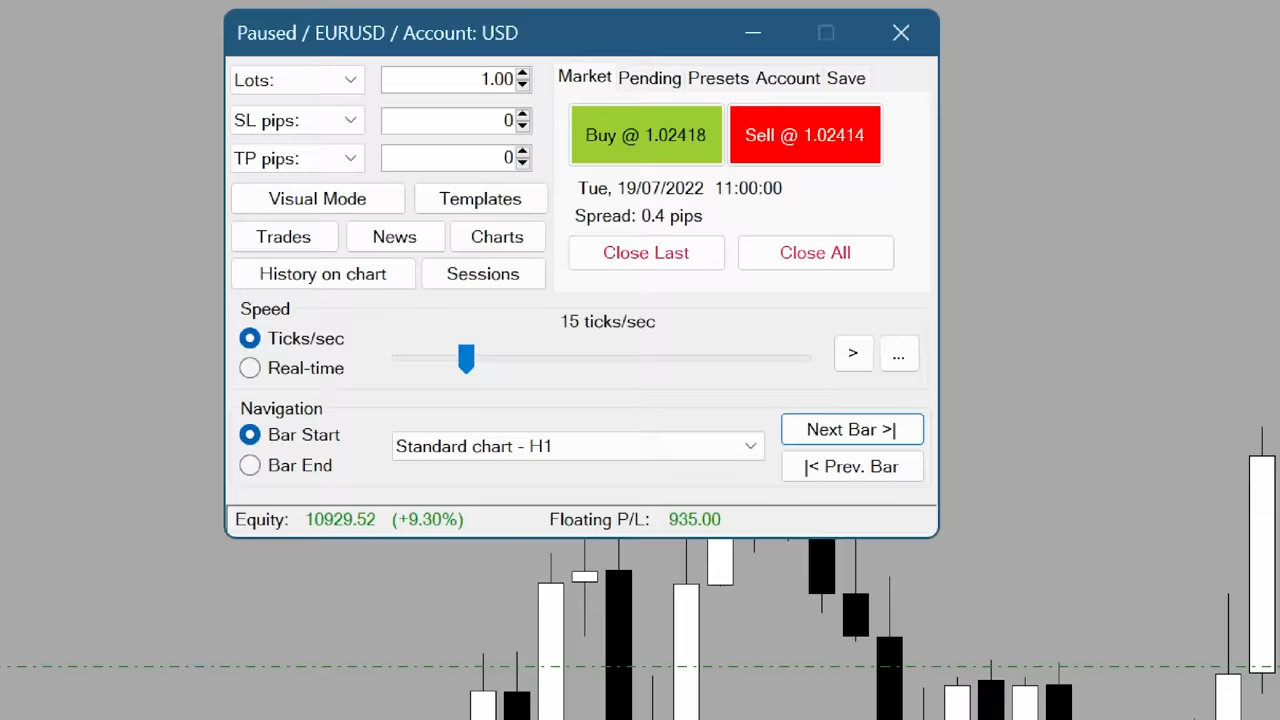 Paused / EURUSD / Account: USD
Lots: 1.00
SL pips: 0
TP pips: 0
Visual Mode Templates
Trades News Charts
History on chart Sessions
Market Pending Presets Account Save
Buy @ 1.02418 Sell @ 1.02414
Tue, 19/07/2022 11:00:00
Spread: 0.4 pips
Close Last Close All
Speed
15 ticks/sec
Ticks/sec
Real-time
> ...
Navigation
Bar Start
Bar End
Standard chart - H1
Next Bar >|
|< Prev. Bar
Equity: 10929.52 (+9.30%) Floating P/L: 935.00